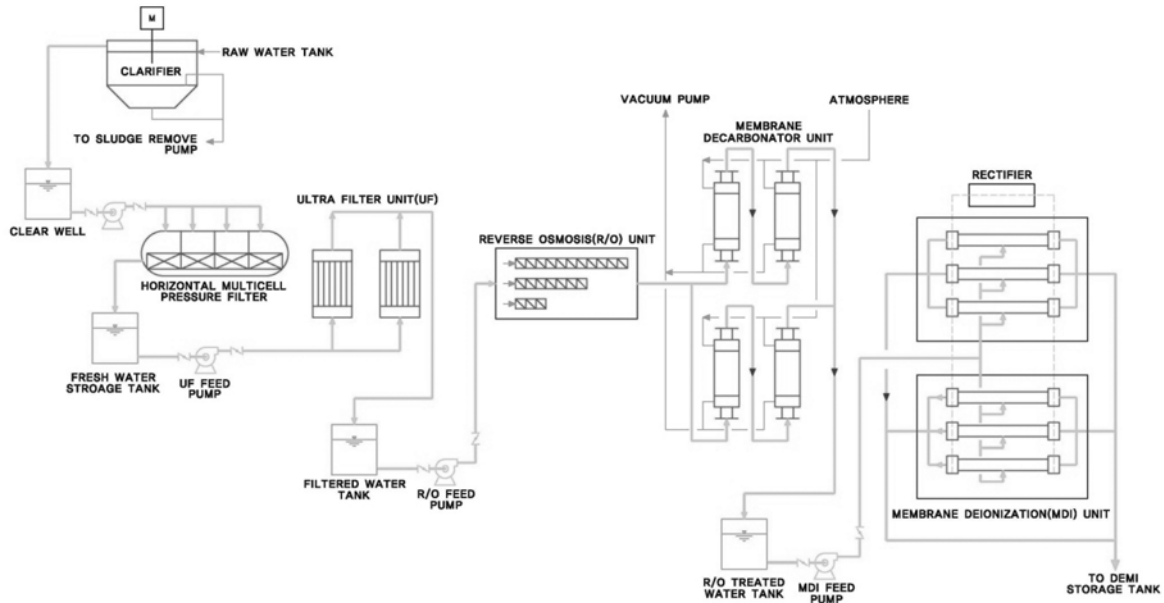 M
RAW WATER TANK
CLARIFIER
TO SLUDGE REMOVE
PUMP
CLEAR WELL
HORIZONTAL MULTICELL
PRESSURE FILTER
FRESH WATER
STROAGE TANK
UF FEED
PUMP
ULTRA FILTER UNIT(UF)
FILTERED WATER
TANK
R/O FEED
PUMP
REVERSE OSMOSIS(R/O) UNIT
VACUUM PUMP
ATMOSPHERE
MEMBRANE
DECARBONATOR UNIT
R/O TREATED
WATER TANK
MDI FEED
PUMP
RECTIFIER
MEMBRANE DEIONIZATION(MDI) UNIT
TO DEMI
STORAGE TANK